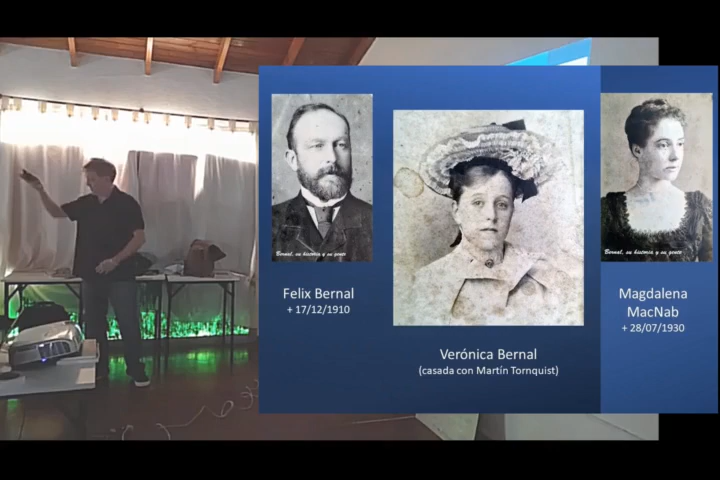 Bernal, su historia y su gente
Felix Bernal
+ 17/12/1910
Verónica Bernal
(casada con Martín Tornquist)
Bernal, su historia y su gente
Magdalena
MacNab
+ 28/07/1930